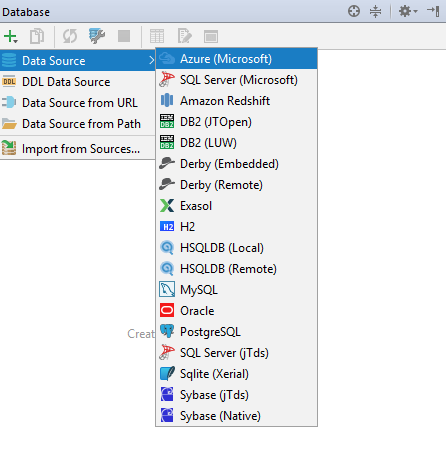 Database
Data Source
DDL Data Source
Data Source from URL
Data Source from Path
Import from Sources...
Azure (Microsoft)
SQL Server (Microsoft)
Amazon Redshift
DB2 (JTOpen)
DB2 (LUW)
Derby (Embedded)
Derby (Remote)
Exasol
H2
HSQLDB (Local)
HSQLDB (Remote)
MySQL
Oracle
PostgreSQL
SQL Server (jTds)
Sqlite (Xerial)
Sybase (jTds)
Sybase (Native)
Creat